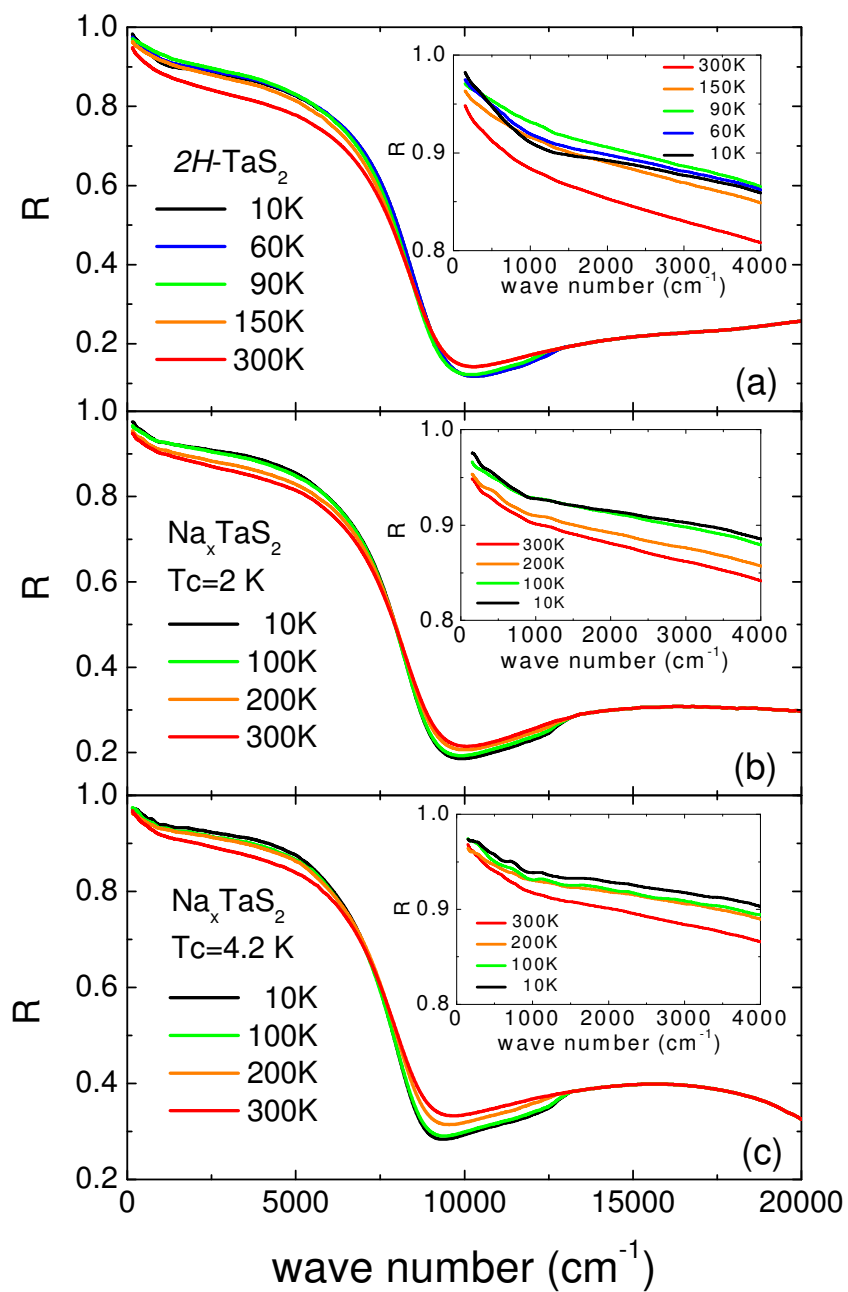 R
1.0
0.8
0.6
0.4
0.2
2H-TaS2
10K
60K
90K
150K
300K
R
1.0
0.9
0.8
300K
150K
90K
60K
10K
0 1000 2000 3000 4000
wave number (cm-1)
(a)
R
1.0
0.8
0.6
0.4
0.2
NaxTaS2
Tc=2 K
10K
100K
200K
300K
R
1.0
0.9
0.8
300K
200K
100K
10K
0 1000 2000 3000 4000
wave number (cm-1)
(b)
R
1.0
0.8
0.6
0.4
0.2
NaxTaS2
Tc=4.2 K
10K
100K
200K
300K
R
1.0
0.9
0.8
300K
200K
100K
10K
0 1000 2000 3000 4000
wave number (cm-1)
(c)
0 5000 10000 15000 20000
wave number (cm-1)